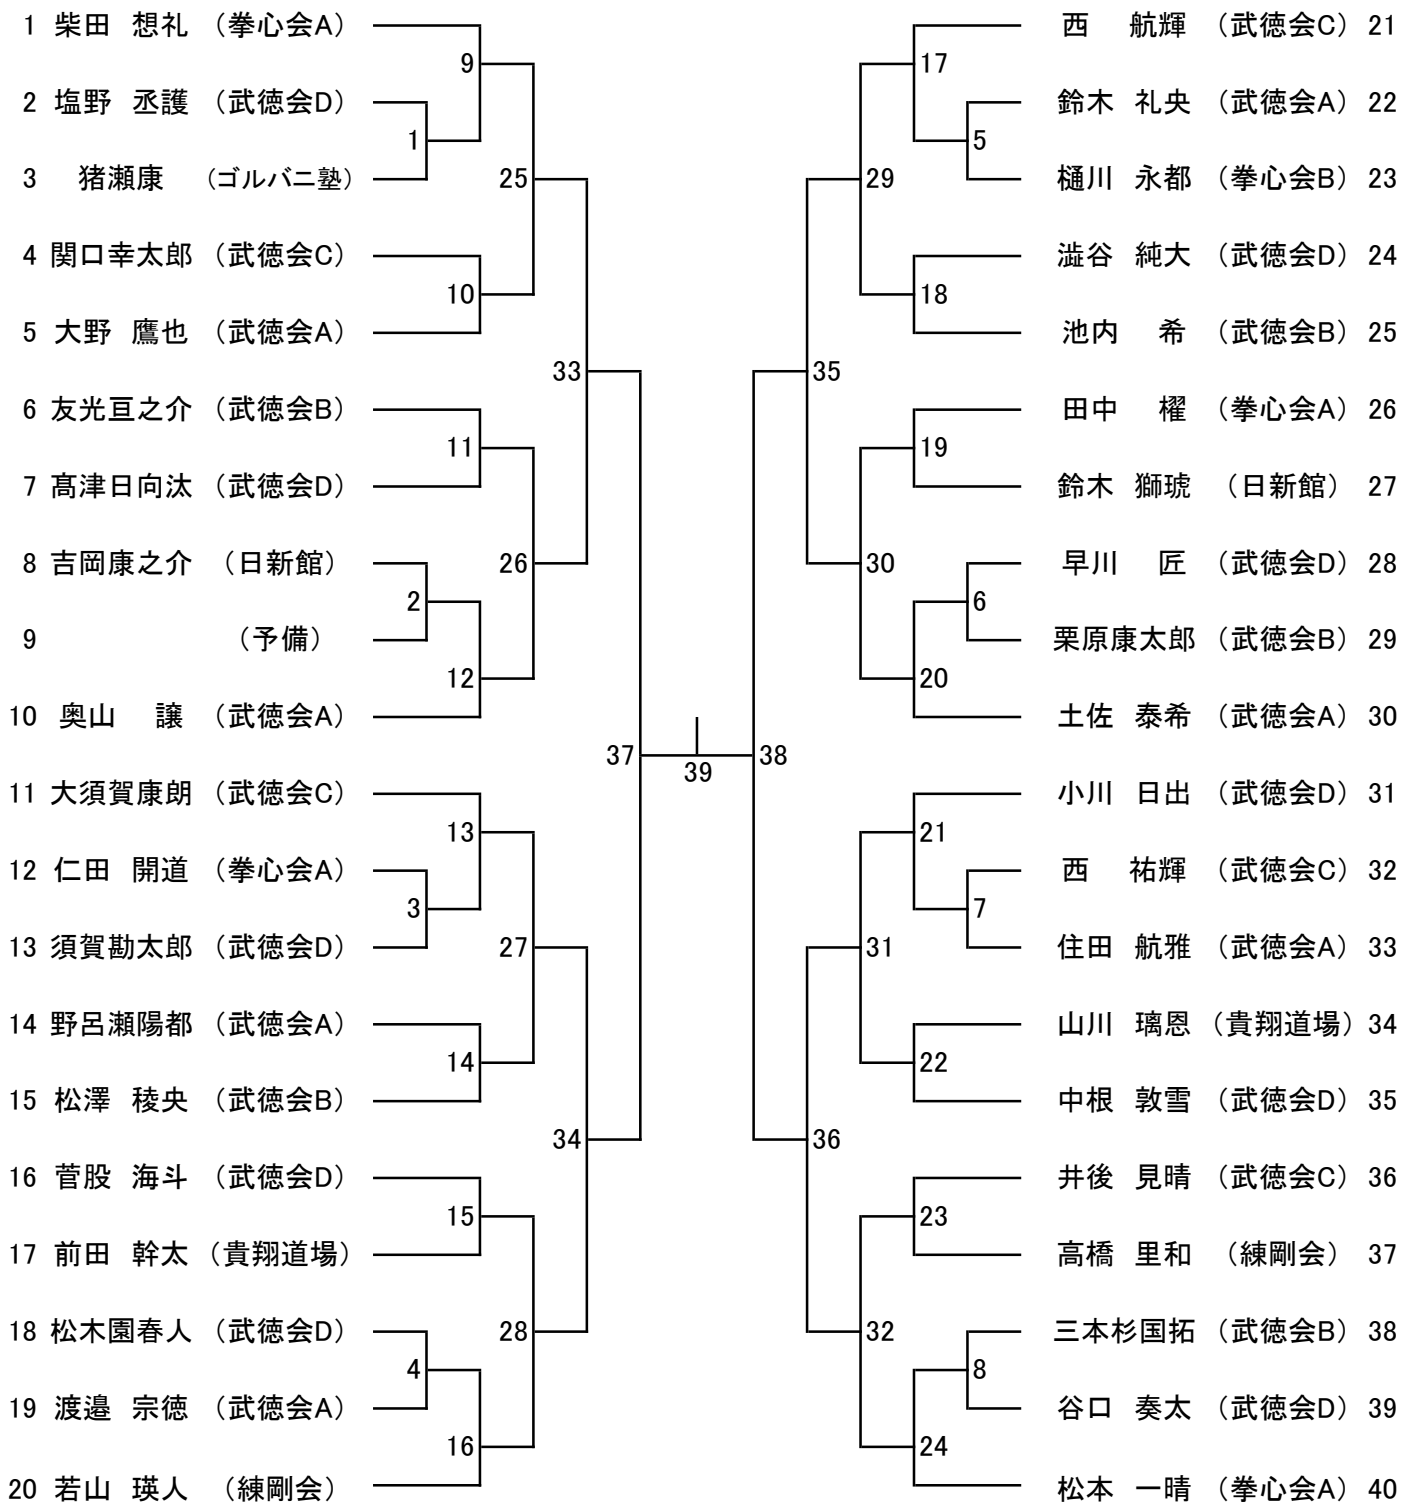 1 柴田 想礼 (拳心会A)
2 塩野 丞護 (武徳会D)
3 猪瀬康 (ゴルバニ塾)
4 関口幸太郎 (武徳会C)
5 大野 鷹也 (武徳会A)
6 友光亘之介 (武徳会B)
7 髙津日向汰 (武徳会D)
8 吉岡康之介 (日新館)
9 (予備)
10 奥山 譲 (武徳会A)
11 大須賀康朗 (武徳会C)
12 仁田 開道 (拳心会A)
13 須賀勘太郎 (武徳会D)
14 野呂瀬陽都 (武徳会A)
15 松澤 稜央 (武徳会B)
16 菅股 海斗 (武徳会D)
17 前田 幹太 (貴翔道場)
18 松木園春人 (武徳会D)
19 渡邉 宗徳 (武徳会A)
20 若山 瑛人 (練剛会)
1
2
3
4
9
10
11
12
13
14
15
16
25
26
27
28
33
34
37
39
38
35
36
29
30
31
32
17
18
19
20
21
22
23
24
5
6
7
8
西 航輝 (武徳会C) 21
鈴木 礼央 (武徳会A) 22
樋川 永都 (拳心会B) 23
澁谷 純大 (武徳会D) 24
池内 希 (武徳会B) 25
田中 櫂 (拳心会A) 26
鈴木 獅琥 (日新館) 27
早川 匠 (武徳会D) 28
栗原康太郎 (武徳会B) 29
土佐 泰希 (武徳会A) 30
小川 日出 (武徳会D) 31
西 祐輝 (武徳会C) 32
住田 航雅 (武徳会A) 33
山川 璃恩 (貴翔道場) 34
中根 敦雪 (武徳会D) 35
井後 見晴 (武徳会C) 36
高橋 里和 (練剛会) 37
三本杉国拓 (武徳会B) 38
谷口 奏太 (武徳会D) 39
松本 一晴 (拳心会A) 40